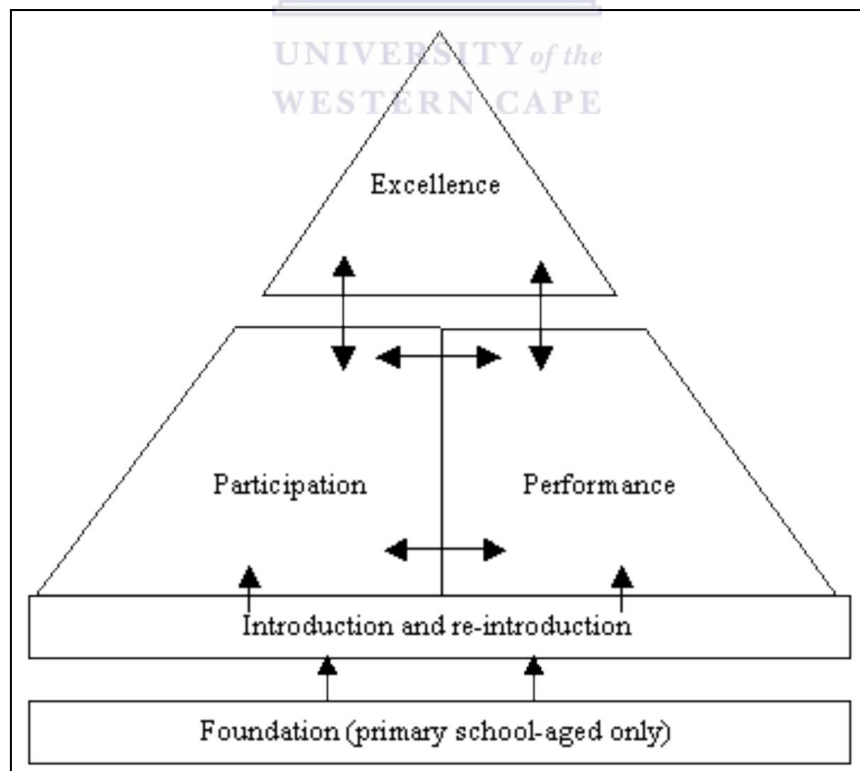 UNIVERSITY of the
WESTERN CAPE
Excellence
Participation
Performance
Introduction and re-introduction
Foundation (primary school-aged only)